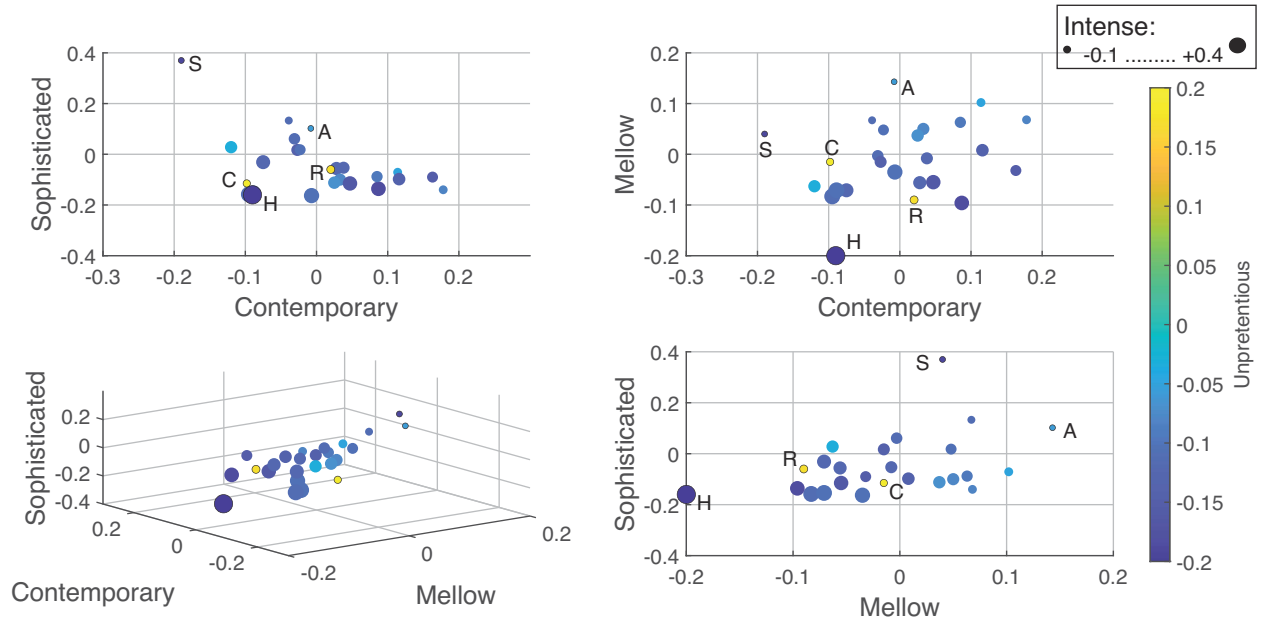 Sophisticated
0.4
0.2
0
-0.2
-0.4
S
A
C
R
H
-0.3 -0.2 -0.1 0 0.1 0.2
Contemporary
Mellow
0.2
0.1
0
-0.1
-0.2
A
S
C
R
H
-0.3 -0.2 -0.1 0 0.1 0.2
Contemporary
Intense:
-0.1 ......... +0.4
0.2
0.15
0.1
0.05
0
-0.05
-0.1
-0.15
-0.2
Unpretentious
Sophisticated
0.2
0
-0.2
-0.4
0.2
0
-0.2
Contemporary
-0.2
0
0.2
Mellow
Sophisticated
0.4
0.2
0
-0.2
-0.4
S
A
R
C
H
-0.2 -0.1 0 0.1 0.2
Mellow